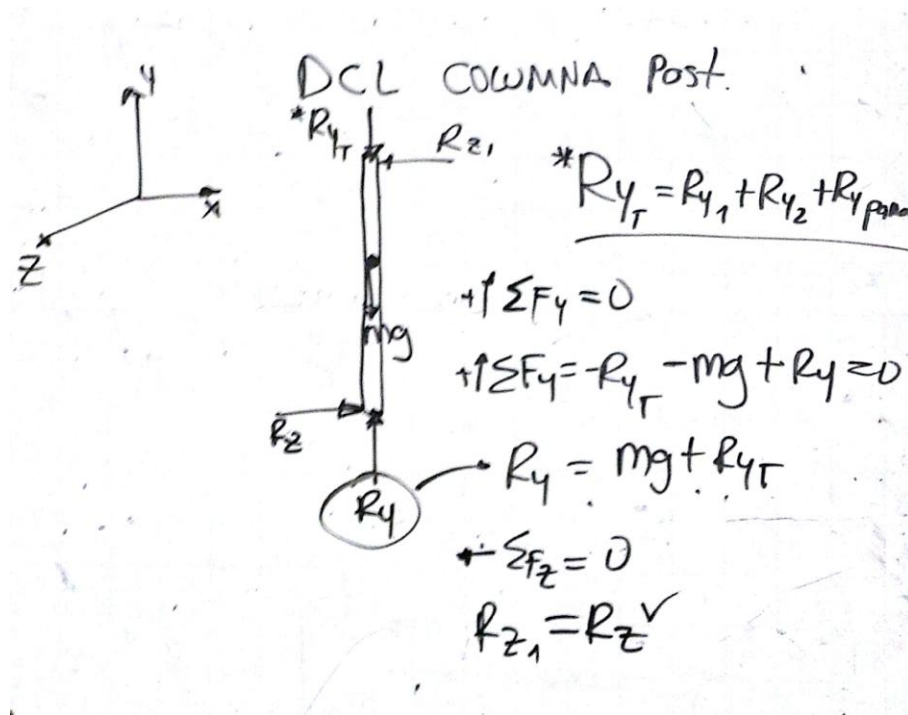 DCL COLUMNA Post.
Y
X
Z
*Ry_T
Rz₁
mg
Rz
Ry
*Ry_T = Ry₁ + Ry₂ + Ry
+↑ΣFy = 0
+↑ΣFy = -Ry_T - mg + Ry = 0
Ry = mg + Ry_T
← ΣFz = 0
Rz₁ = Rz ✓